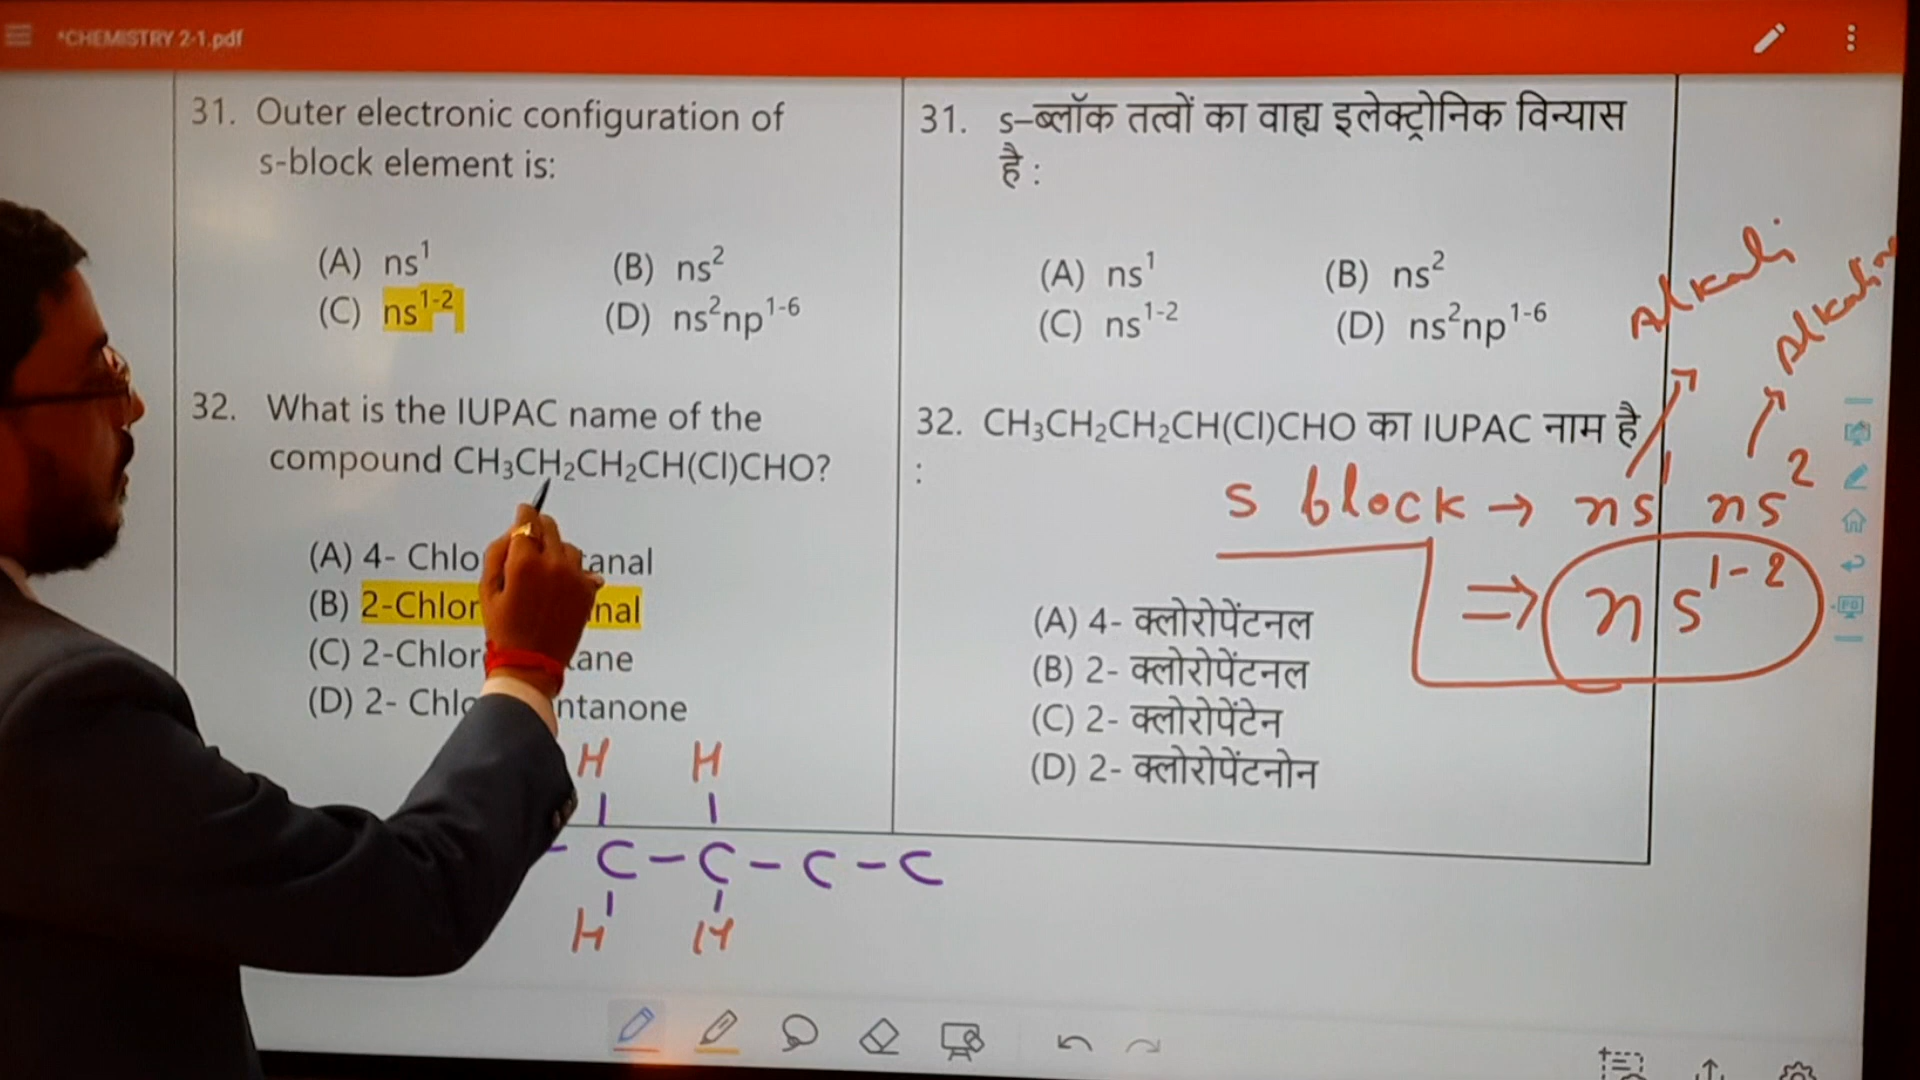 *CHEMISTRY 2-1.pdf
31. Outer electronic configuration of
s-block element is:
(A) ns¹ (B) ns²
(C) ns¹⁻² (D) ns²np¹⁻⁶
32. What is the IUPAC name of the
compound CH₃CH₂CH₂CH(Cl)CHO?
(A) 4- Chlo tanal
(B) 2-Chlor nal
(C) 2-Chlor tane
(D) 2- Chlo ntanone
H H
C - C - C - C
H H
31. s-ब्लॉक तत्वों का वाह्य इलेक्ट्रोनिक विन्यास
है :
(A) ns¹ (B) ns²
(C) ns¹⁻² (D) ns²np¹⁻⁶
32. CH₃CH₂CH₂CH(Cl)CHO का IUPAC नाम है
:
(A) 4- क्लोरोपेंटनल
(B) 2- क्लोरोपेंटनल
(C) 2- क्लोरोपेंटेन
(D) 2- क्लोरोपेंटनोन
Alkali
s block → ns¹ ns²
⇒ ns¹⁻²